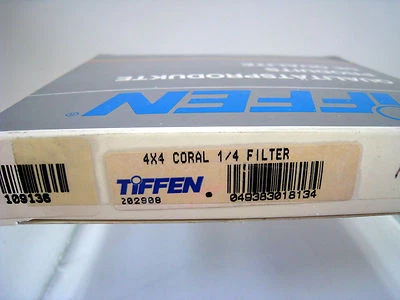 QUALITÄTSPRODUKTE
TIFFEN®
4X4 CORAL 1/4 FILTER
109136
TIFFEN®
202908
049383018134